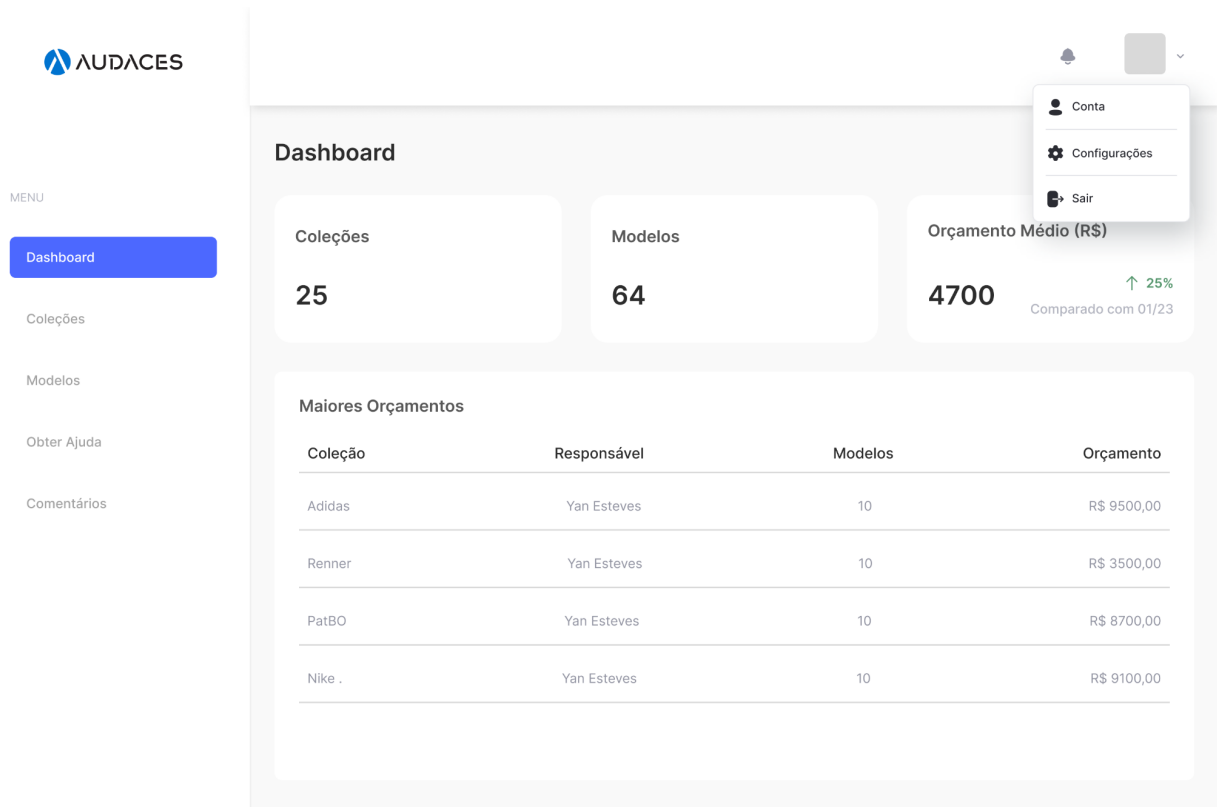 AUDACES
MENU
Dashboard
Coleções
Modelos
Obter Ajuda
Comentários
Conta
Configurações
Sair
Dashboard
Coleções
25
Modelos
64
Orçamento Médio (R$)
4700
25%
Comparado com 01/23
Maiores Orçamentos
Coleção Responsável Modelos Orçamento
Adidas Yan Esteves 10 R$ 9500,00
Renner Yan Esteves 10 R$ 3500,00
PatBO Yan Esteves 10 R$ 8700,00
Nike . Yan Esteves 10 R$ 9100,00